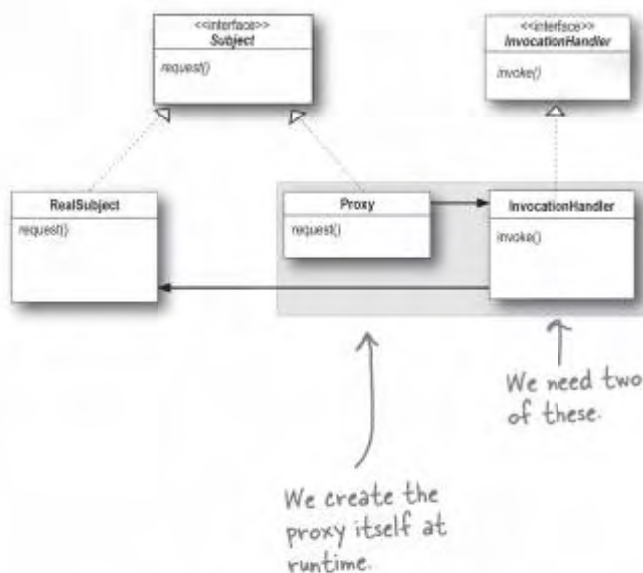 <<interface>>
Subject
request()
<<interface>>
InvocationHandler
invoke()
RealSubject
request()
Proxy
request()
InvocationHandler
invoke()
We need two
of these.
We create the
proxy itself at
runtime.